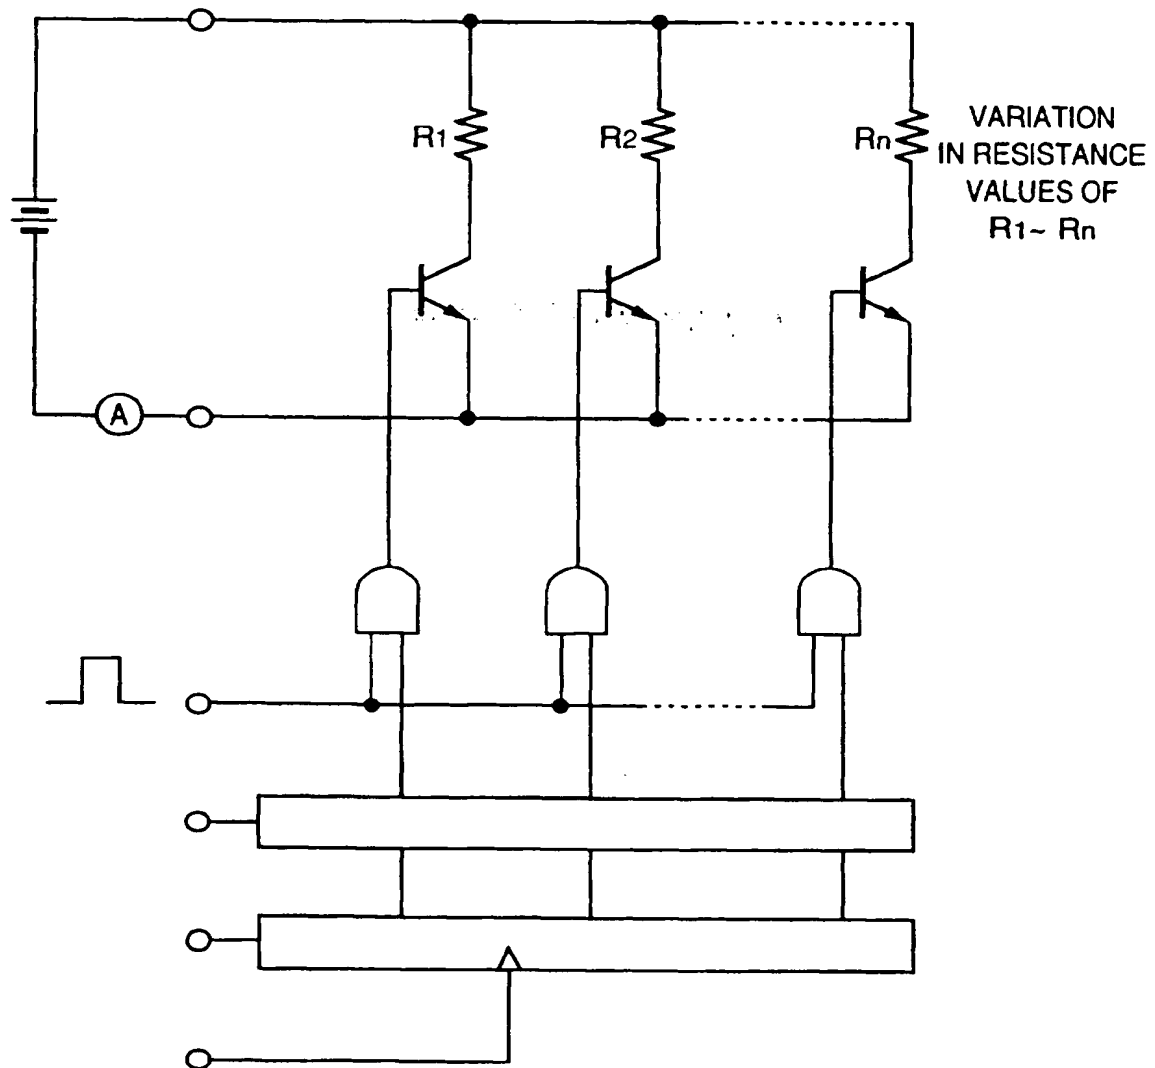 R1
R2
Rn
VARIATION
IN RESISTANCE
VALUES OF
R1~ Rn
A